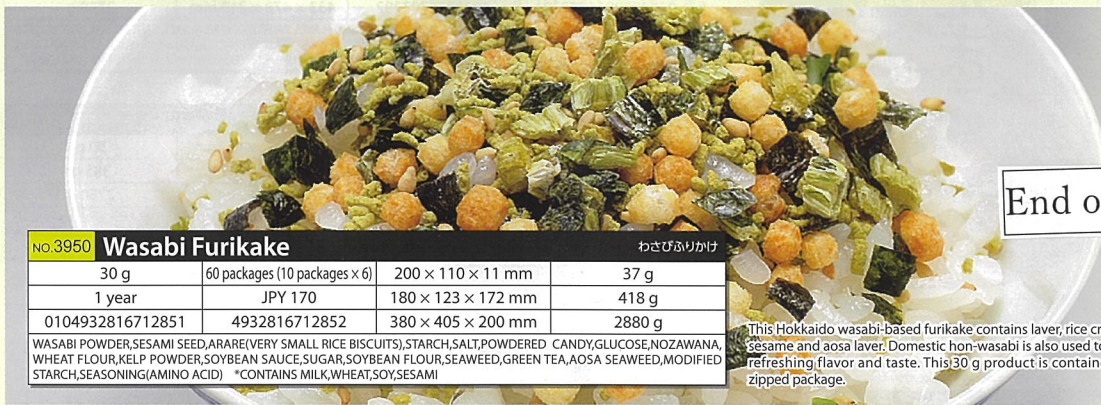 End o
NO.3950 Wasabi Furikake わさびふりかけ
30 g 60 packages (10 packages × 6) 200 × 110 × 11 mm 37 g
1 year JPY 170 180 × 123 × 172 mm 418 g
0104932816712851 4932816712852 380 × 405 × 200 mm 2880 g
WASABI POWDER,SESAMI SEED,ARARE(VERY SMALL RICE BISCUITS),STARCH,SALT,POWDERED CANDY,GLUCOSE,NOZAWANA,
WHEAT FLOUR,KELP POWDER,SOYBEAN SAUCE,SUGAR,SOYBEAN FLOUR,SEAWEED,GREEN TEA,AOSA SEAWEED,MODIFIED
STARCH,SEASONING(AMINO ACID) *CONTAINS MILK,WHEAT,SOY,SESAMI
This Hokkaido wasabi-based furikake contains laver, rice cr
sesame and aosa laver. Domestic hon-wasabi is also used to
refreshing flavor and taste. This 30 g product is containe
zipped package.